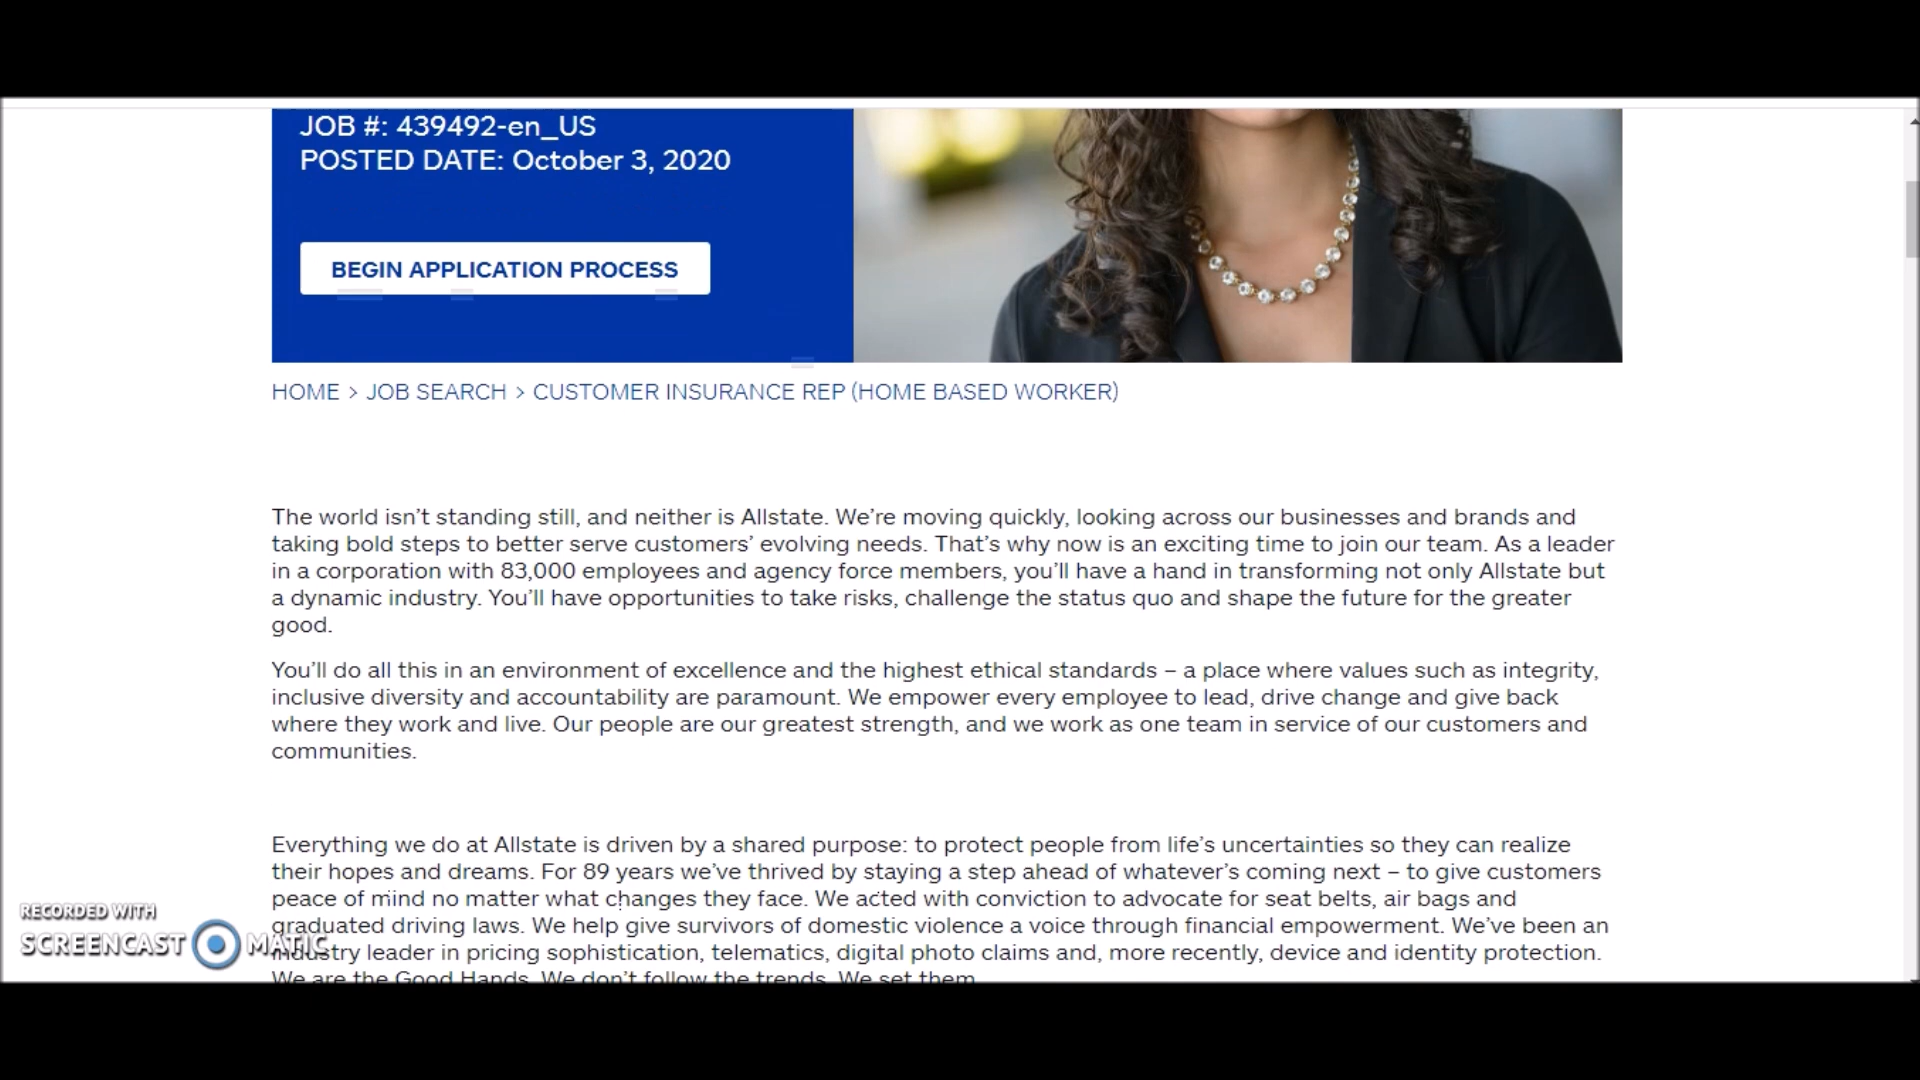 JOB #: 439492-en_US
POSTED DATE: October 3, 2020
BEGIN APPLICATION PROCESS
HOME > JOB SEARCH > CUSTOMER INSURANCE REP (HOME BASED WORKER)
The world isn’t standing still, and neither is Allstate. We’re moving quickly, looking across our businesses and brands and
taking bold steps to better serve customers’ evolving needs. That’s why now is an exciting time to join our team. As a leader
in a corporation with 83,000 employees and agency force members, you’ll have a hand in transforming not only Allstate but
a dynamic industry. You’ll have opportunities to take risks, challenge the status quo and shape the future for the greater
good.
You’ll do all this in an environment of excellence and the highest ethical standards – a place where values such as integrity,
inclusive diversity and accountability are paramount. We empower every employee to lead, drive change and give back
where they work and live. Our people are our greatest strength, and we work as one team in service of our customers and
communities.
Everything we do at Allstate is driven by a shared purpose: to protect people from life’s uncertainties so they can realize
their hopes and dreams. For 89 years we’ve thrived by staying a step ahead of whatever’s coming next – to give customers
peace of mind no matter what changes they face. We acted with conviction to advocate for seat belts, air bags and
graduated driving laws. We help give survivors of domestic violence a voice through financial empowerment. We’ve been an
industry leader in pricing sophistication, telematics, digital photo claims and, more recently, device and identity protection.
We are the Good Hands. We don’t follow the trends. We set them.
RECORDED WITH
SCREENCAST MATIC